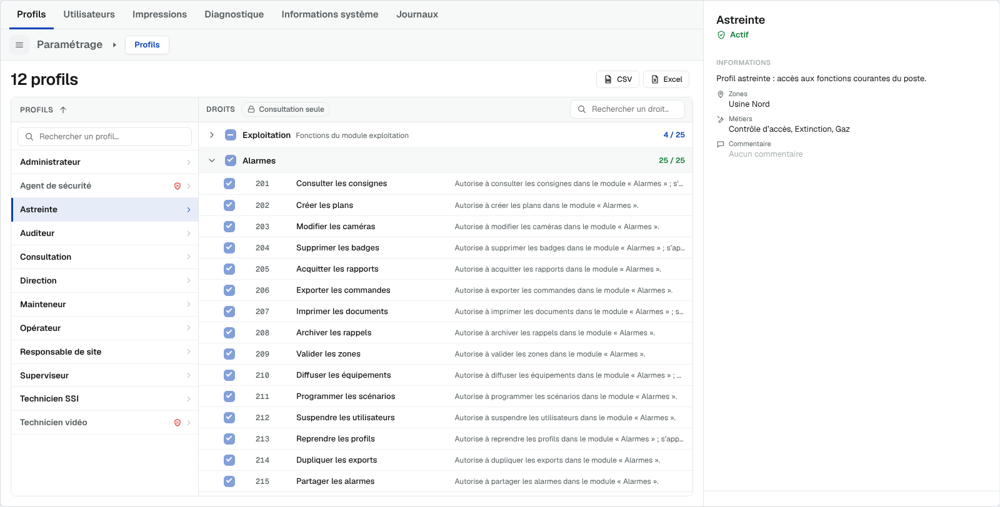 Profils
Utilisateurs
Impressions
Diagnostique
Informations système
Journaux
Paramétrage
Profils
12 profils
CSV
Excel
PROFILS
Rechercher un profil...
Administrateur
Agent de sécurité
Astreinte
Auditeur
Consultation
Direction
Mainteneur
Opérateur
Responsable de site
Superviseur
Technicien SSI
Technicien vidéo
DROITS
Consultation seule
Rechercher un droit...
Exploitation Fonctions du module exploitation 4 / 25
Alarmes 25 / 25
201 Consulter les consignes Autorise à consulter les consignes dans le module « Alarmes » ; s'...
202 Créer les plans Autorise à créer les plans dans le module « Alarmes ».
203 Modifier les caméras Autorise à modifier les caméras dans le module « Alarmes ».
204 Supprimer les badges Autorise à supprimer les badges dans le module « Alarmes » ; s'ap...
205 Acquitter les rapports Autorise à acquitter les rapports dans le module « Alarmes ».
206 Exporter les commandes Autorise à exporter les commandes dans le module « Alarmes ».
207 Imprimer les documents Autorise à imprimer les documents dans le module « Alarmes » ; s...
208 Archiver les rappels Autorise à archiver les rappels dans le module « Alarmes ».
209 Valider les zones Autorise à valider les zones dans le module « Alarmes ».
210 Diffuser les équipements Autorise à diffuser les équipements dans le module « Alarmes » ; ...
211 Programmer les scénarios Autorise à programmer les scénarios dans le module « Alarmes ».
212 Suspendre les utilisateurs Autorise à suspendre les utilisateurs dans le module « Alarmes ».
213 Reprendre les profils Autorise à reprendre les profils dans le module « Alarmes » ; s'app...
214 Dupliquer les exports Autorise à dupliquer les exports dans le module « Alarmes ».
215 Partager les alarmes Autorise à partager les alarmes dans le module « Alarmes ».
Astreinte
Actif
INFORMATIONS
Profil astreinte : accès aux fonctions courantes du poste.
Zones
Usine Nord
Métiers
Contrôle d'accès, Extinction, Gaz
Commentaire
Aucun commentaire